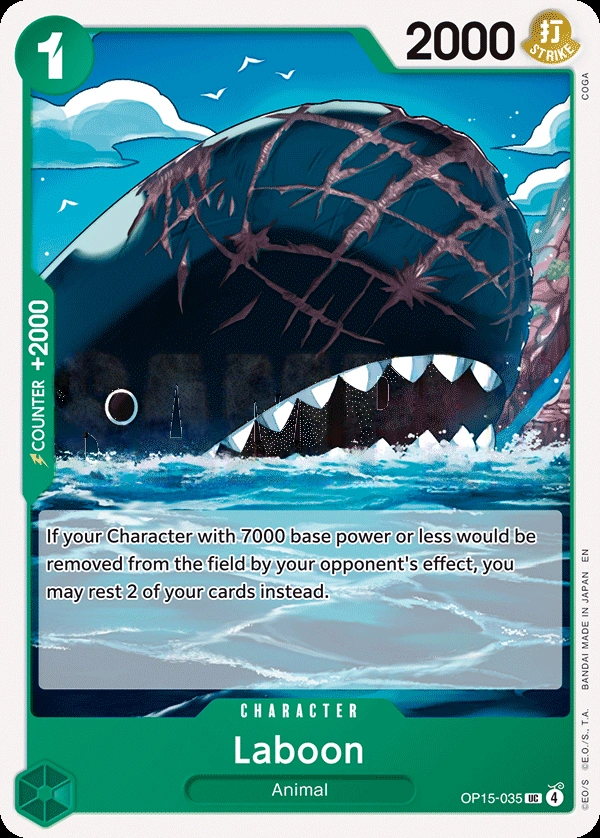 1
2000
打
STRIKE
COGA
COUNTER +2000
If your Character with 7000 base power or less would be
removed from the field by your opponent's effect, you
may rest 2 of your cards instead.
CHARACTER
Laboon
Animal
OP15-035 UC 4
©EO/S ©E.O./S., T.A. BANDAI MADE IN JAPAN EN